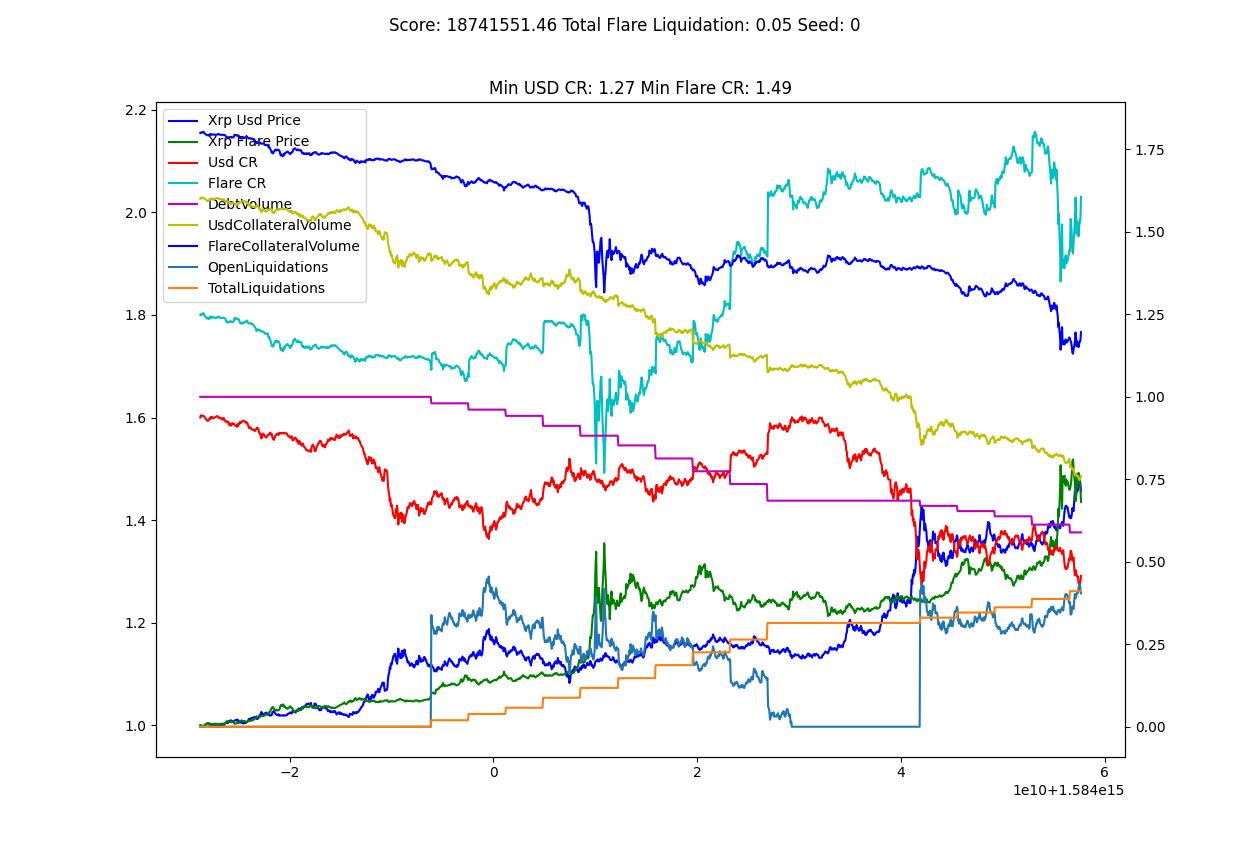 Score: 18741551.46 Total Flare Liquidation: 0.05 Seed: 0
Min USD CR: 1.27 Min Flare CR: 1.49
Xrp Usd Price
Xrp Flare Price
Usd CR
Flare CR
DebtVolume
UsdCollateralVolume
FlareCollateralVolume
OpenLiquidations
TotalLiquidations
2.2
2.0
1.8
1.6
1.4
1.2
1.0
1.75
1.50
1.25
1.00
0.75
0.50
0.25
0.00
−2
0
2
4
6
1e10+1.584e15